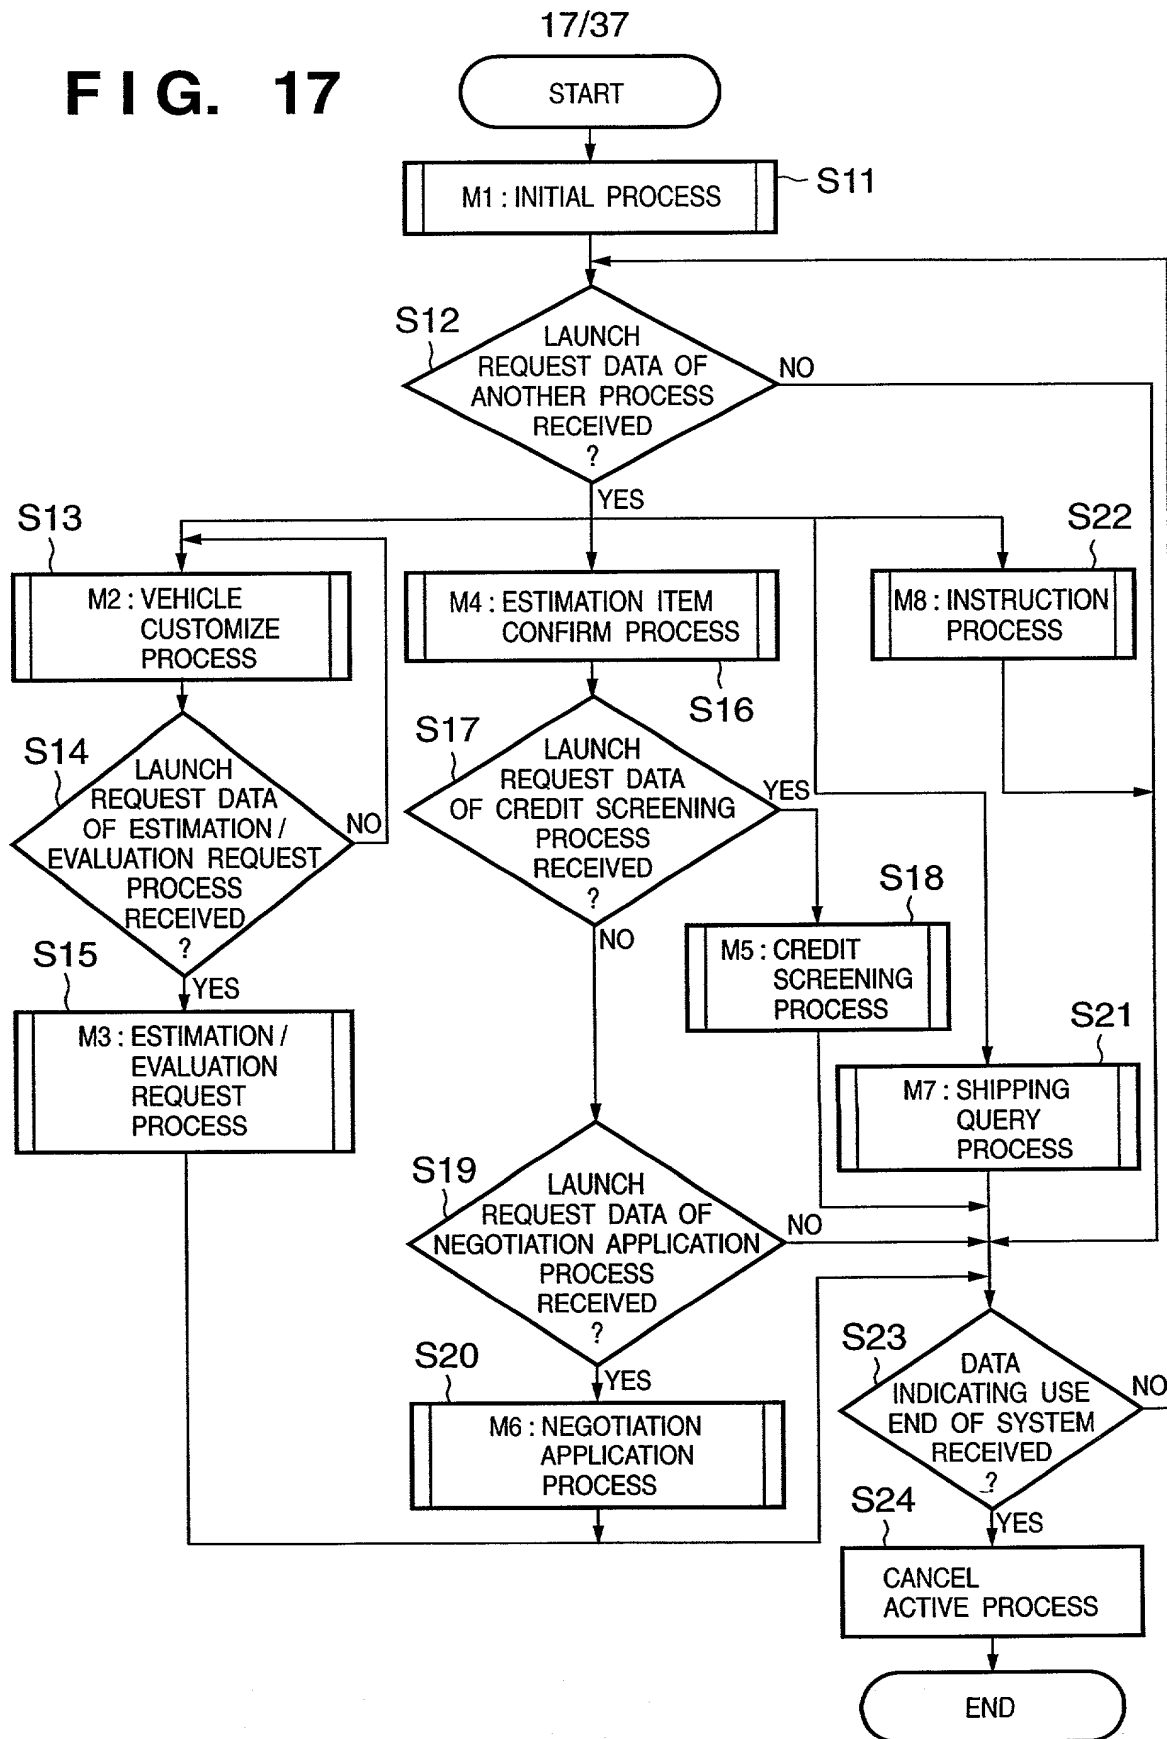 17/37
FIG. 17
START
M1 : INITIAL PROCESS
S11
S12
LAUNCH
REQUEST DATA OF
ANOTHER PROCESS
RECEIVED
?
NO
YES
S13
M2 : VEHICLE
CUSTOMIZE
PROCESS
M4 : ESTIMATION ITEM
CONFIRM PROCESS
S16
S22
M8 : INSTRUCTION
PROCESS
S14
LAUNCH
REQUEST DATA
OF ESTIMATION /
EVALUATION REQUEST
PROCESS
RECEIVED
?
NO
YES
S17
LAUNCH
REQUEST DATA
OF CREDIT SCREENING
PROCESS
RECEIVED
?
YES
NO
S18
M5 : CREDIT
SCREENING
PROCESS
S15
M3 : ESTIMATION /
EVALUATION
REQUEST
PROCESS
S21
M7 : SHIPPING
QUERY
PROCESS
S19
LAUNCH
REQUEST DATA OF
NEGOTIATION APPLICATION
PROCESS
RECEIVED
?
NO
YES
S20
M6 : NEGOTIATION
APPLICATION
PROCESS
S23
DATA
INDICATING USE
END OF SYSTEM
RECEIVED
?
NO
YES
S24
CANCEL
ACTIVE PROCESS
END